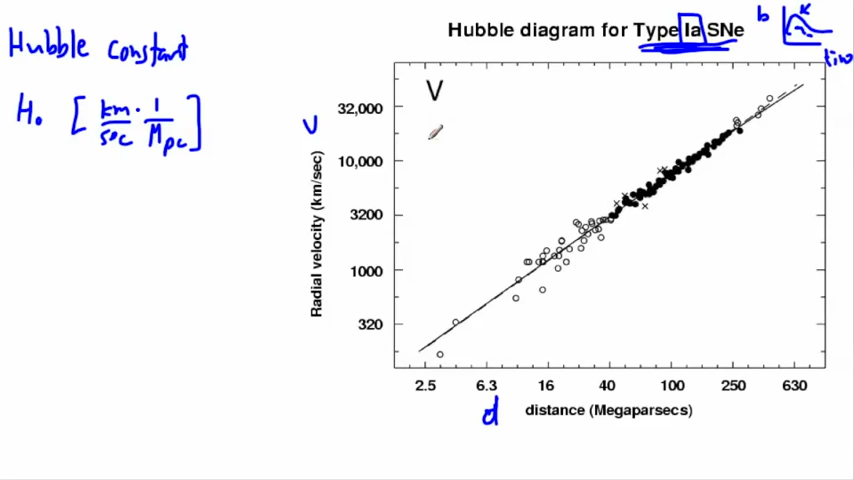 Hubble diagram for Type Ia SNe
b
time
Hubble constant
H₀ [km/sec · 1/Mpc]
V
v
Radial velocity (km/sec)
32,000
10,000
3200
1000
320
2.5 6.3 16 40 100 250 630
d distance (Megaparsecs)